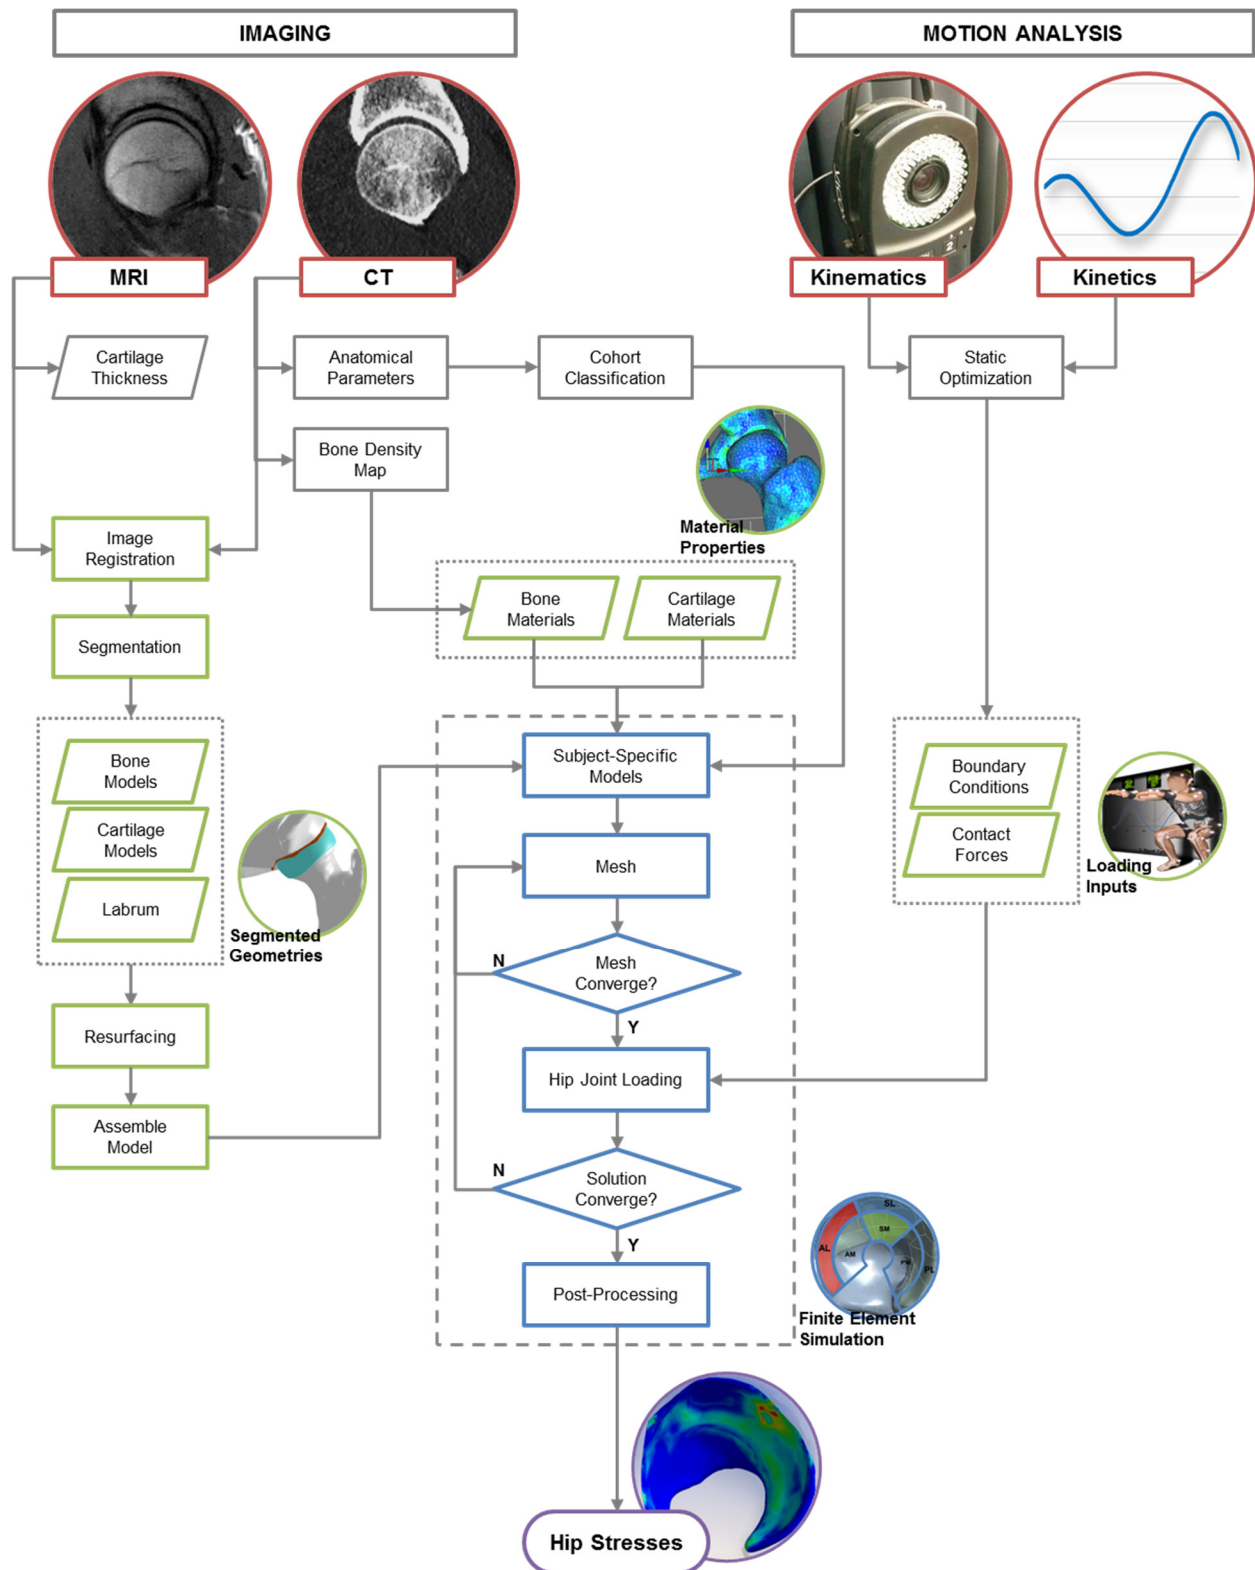 IMAGING
MOTION ANALYSIS
MRI
CT
Kinematics
2
Kinetics
Cartilage
Thickness
Anatomical
Parameters
Cohort
Classification
Static
Optimization
Bone Density
Map
Material
Properties
Image
Registration
Bone
Materials
Cartilage
Materials
Segmentation
Bone
Models
Cartilage
Models
Labrum
Segmented
Geometries
Subject-Specific
Models
Boundary
Conditions
Contact
Forces
Loading
Inputs
Mesh
N
Mesh
Converge?
Y
Resurfacing
Hip Joint Loading
Assemble
Model
N
Solution
Converge?
Y
SL
SM
AL
AM
PM
PL
Post-Processing
Finite Element
Simulation
Hip Stresses